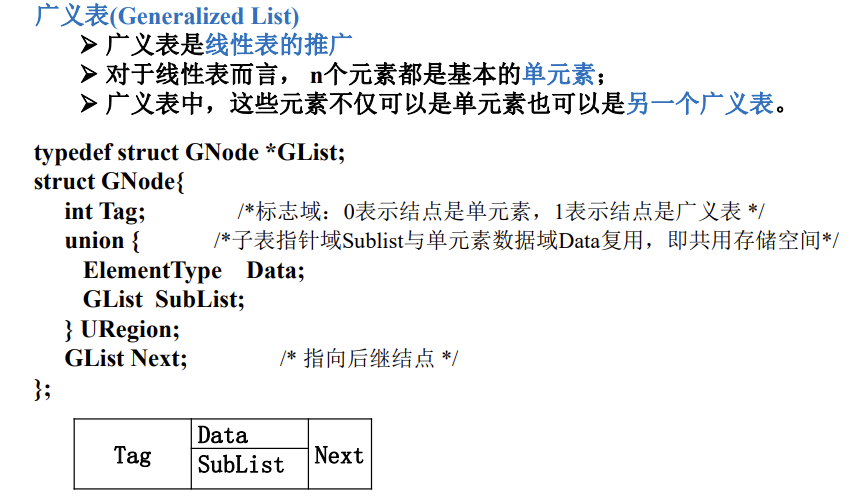 广义表(Generalized List)
➢ 广义表是线性表的推广
➢ 对于线性表而言， n个元素都是基本的单元素；
➢ 广义表中，这些元素不仅可以是单元素也可以是另一个广义表。
typedef struct GNode *GList;
struct GNode{
int Tag; /*标志域：0表示结点是单元素，1表示结点是广义表 */
union { /*子表指针域Sublist与单元素数据域Data复用，即共用存储空间*/
ElementType Data;
GList SubList;
} URegion;
GList Next; /* 指向后继结点 */
};
Data
Tag Next
SubList